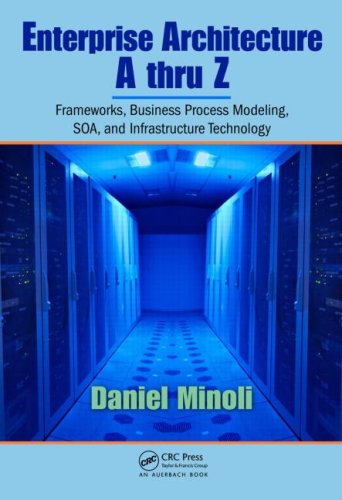 Enterprise Architecture
A thru Z
Frameworks, Business Process Modeling,
SOA, and Infrastructure Technology
Daniel Minoli
CRC
CRC Press
Taylor & Francis Group
AN AUERBACH BOOK